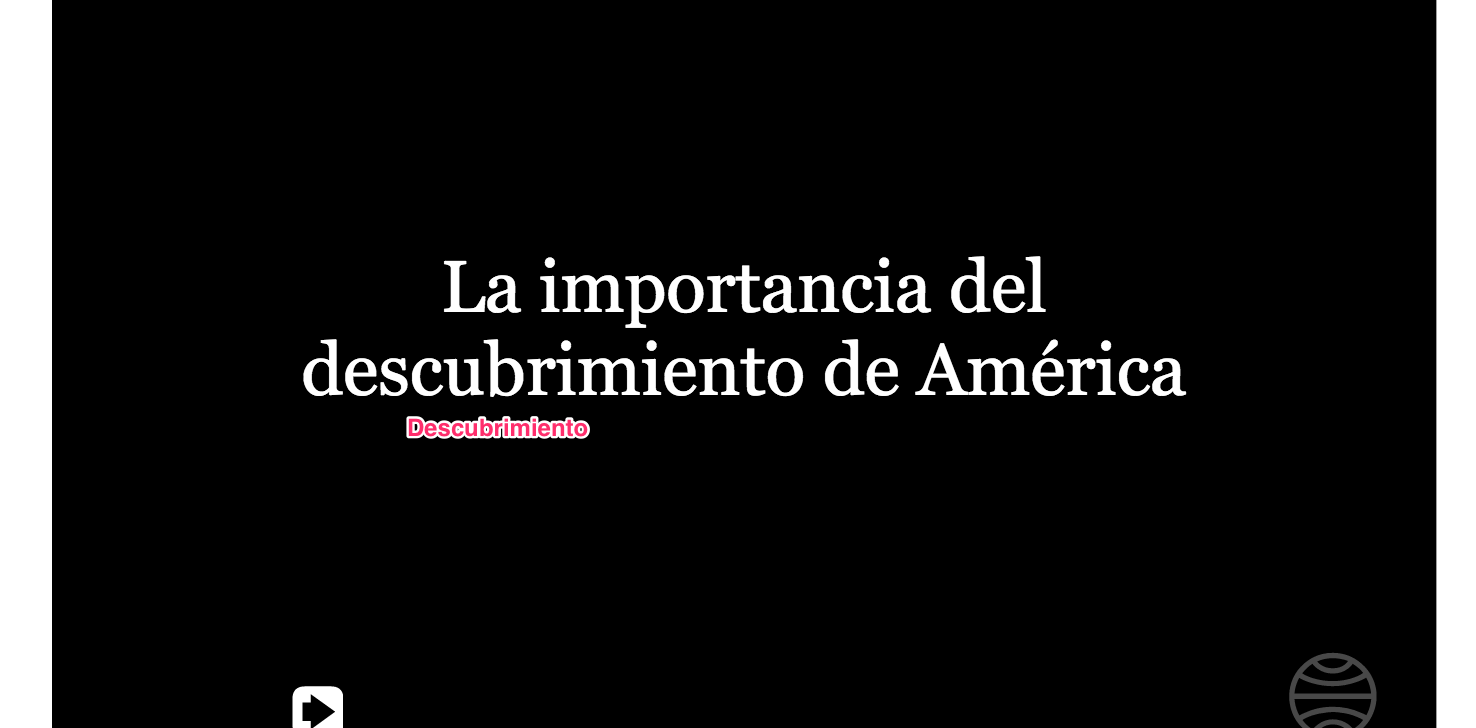 La importancia del
descubrimiento de América
Descubrimiento